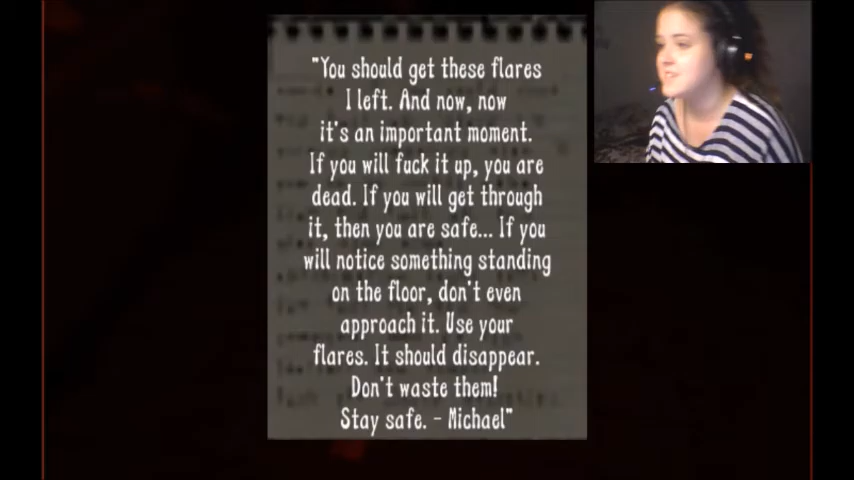 "You should get these flares
I left. And now, now
it's an important moment.
If you will fuck it up, you are
dead. If you will get through
it, then you are safe... If you
will notice something standing
on the floor, don't even
approach it. Use your
flares. It should disappear.
Don't waste them!
Stay safe. - Michael"